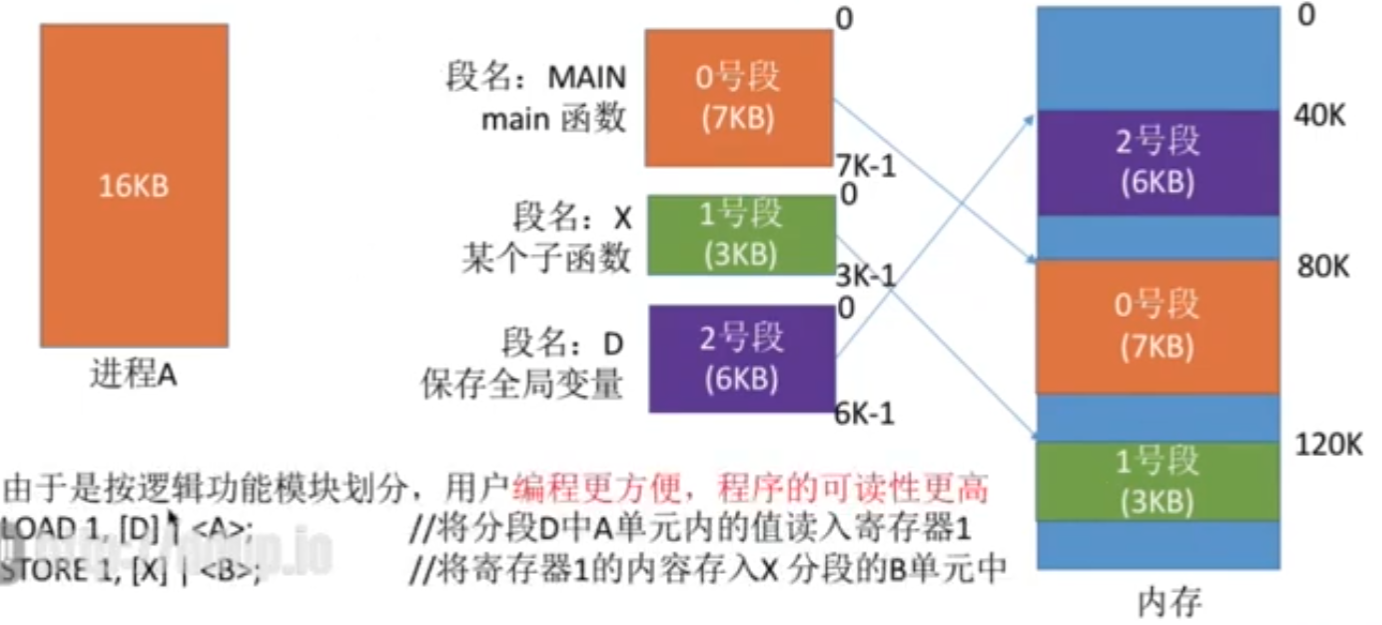 16KB
进程A
段名：MAIN
main 函数
0号段
(7KB)
0
7K-1
段名：X
某个子函数
1号段
(3KB)
0
3K-1
段名：D
保存全局变量
2号段
(6KB)
0
6K-1
0
40K
2号段
(6KB)
80K
0号段
(7KB)
120K
1号段
(3KB)
内存
由于是按逻辑功能模块划分，用户编程更方便，程序的可读性更高
LOAD 1, [D] | <A>; //将分段D中A单元内的值读入寄存器1
STORE 1, [X] | <B>; //将寄存器1的内容存入X 分段的B单元中